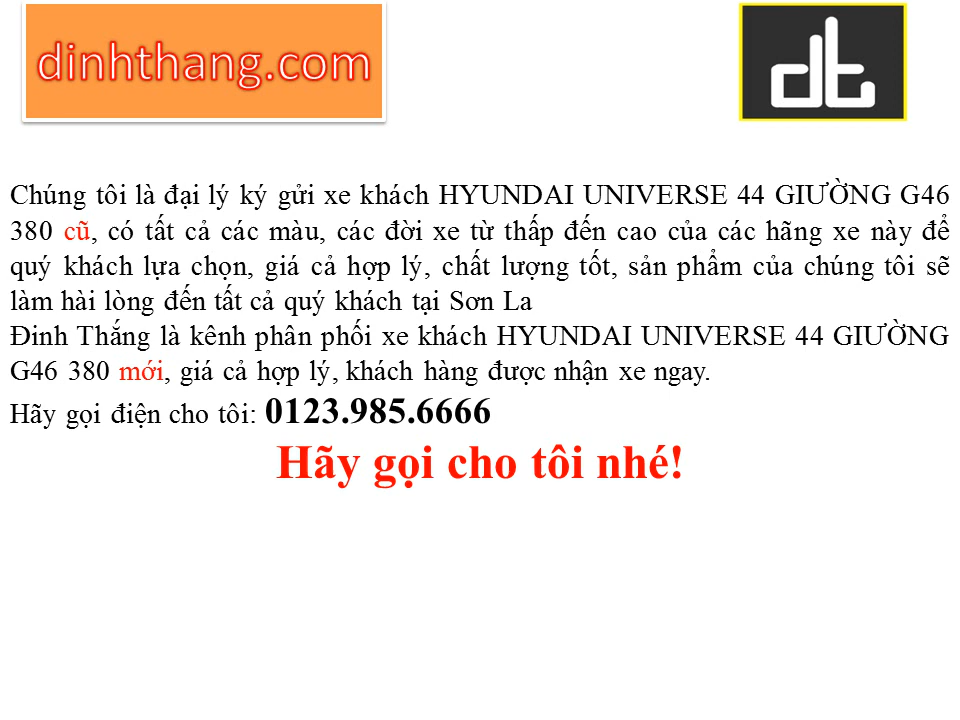 dinhthang.com
dt
Chúng tôi là đại lý ký gửi xe khách HYUNDAI UNIVERSE 44 GIƯỜNG G46
380 cũ, có tất cả các màu, các đời xe từ thấp đến cao của các hãng xe này để
quý khách lựa chọn, giá cả hợp lý, chất lượng tốt, sản phẩm của chúng tôi sẽ
làm hài lòng đến tất cả quý khách tại Sơn La
Đinh Thắng là kênh phân phối xe khách HYUNDAI UNIVERSE 44 GIƯỜNG
G46 380 mới, giá cả hợp lý, khách hàng được nhận xe ngay.
Hãy gọi điện cho tôi: 0123.985.6666
Hãy gọi cho tôi nhé!